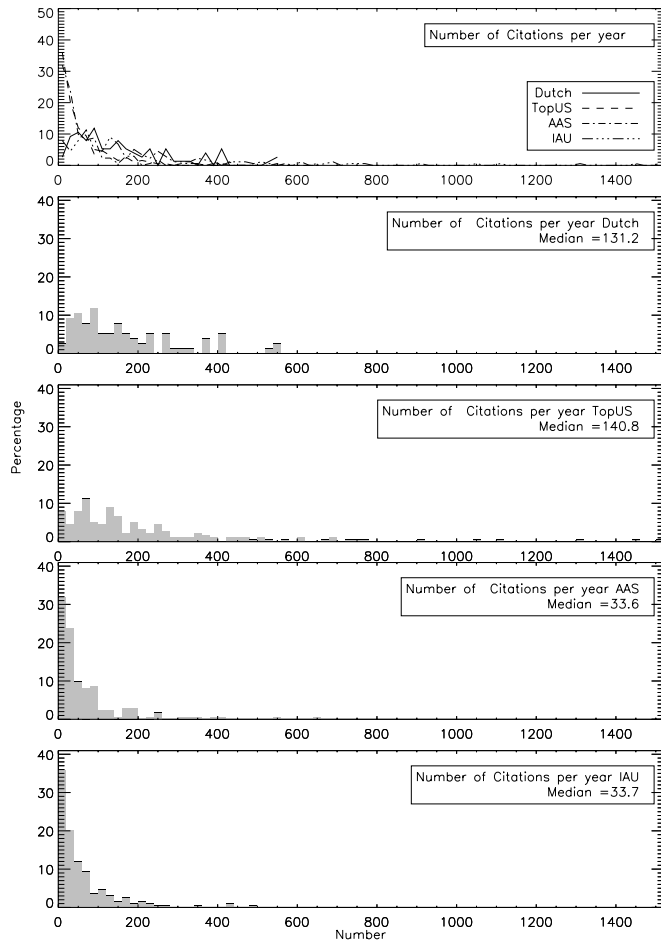 50
40
30
20
10
0
Number of Citations per year
Dutch
TopUS
AAS
IAU
0 200 400 600 800 1000 1200 1400
40
30
20
10
0
Number of Citations per year Dutch
Median =131.2
0 200 400 600 800 1000 1200 1400
Percentage
40
30
20
10
0
Number of Citations per year TopUS
Median =140.8
0 200 400 600 800 1000 1200 1400
40
30
20
10
0
Number of Citations per year AAS
Median =33.6
0 200 400 600 800 1000 1200 1400
40
30
20
10
0
Number of Citations per year IAU
Median =33.7
0 200 400 600 800 1000 1200 1400
Number